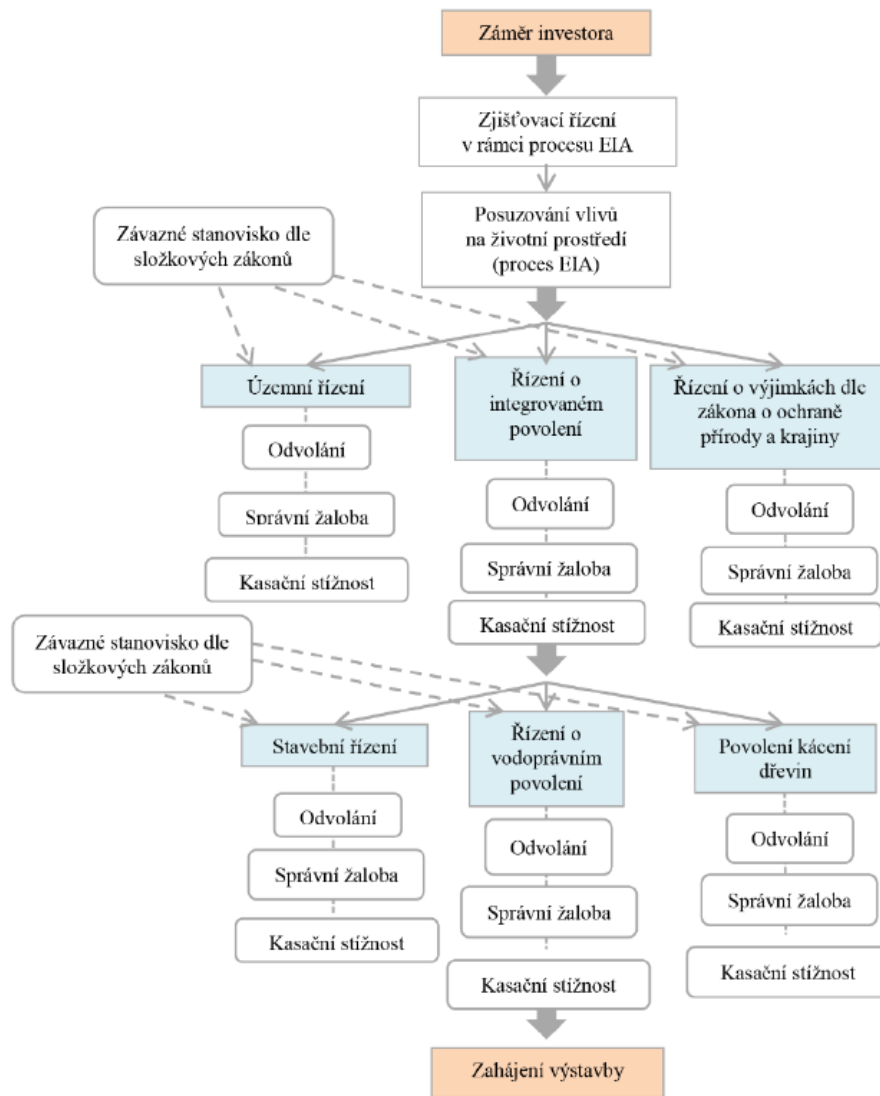 Záměr investora
Zjišťovací řízení
v rámci procesu EIA
Posuzování vlivů
na životní prostředí
(proces EIA)
Závazné stanovisko dle
složkových zákonů
Územní řízení
Odvolání
Správní žaloba
Kasační stížnost
Řízení o
integrovaném
povolení
Odvolání
Správní žaloba
Kasační stížnost
Řízení o výjimkách dle
zákona o ochraně
přírody a krajiny
Odvolání
Správní žaloba
Kasační stížnost
Závazné stanovisko dle
složkových zákonů
Stavební řízení
Odvolání
Správní žaloba
Kasační stížnost
Řízení o
vodoprávním
povolení
Odvolání
Správní žaloba
Kasační stížnost
Povolení kácení
dřevin
Odvolání
Správní žaloba
Kasační stížnost
Zahájení výstavby